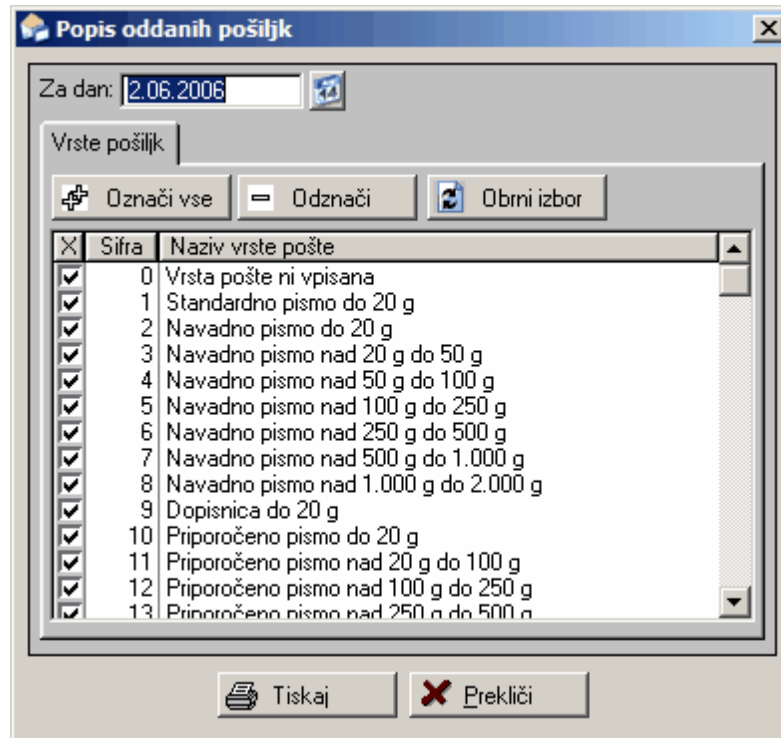 Popis oddanih pošiljk
Za dan: 2.06.2006
Vrste pošiljk
Označi vse Odznači Obrni izbor
X Sifra Naziv vrste pošte
0 Vrsta pošte ni vpisana
1 Standardno pismo do 20 g
2 Navadno pismo do 20 g
3 Navadno pismo nad 20 g do 50 g
4 Navadno pismo nad 50 g do 100 g
5 Navadno pismo nad 100 g do 250 g
6 Navadno pismo nad 250 g do 500 g
7 Navadno pismo nad 500 g do 1.000 g
8 Navadno pismo nad 1.000 g do 2.000 g
9 Dopisnica do 20 g
10 Priporočeno pismo do 20 g
11 Priporočeno pismo nad 20 g do 100 g
12 Priporočeno pismo nad 100 g do 250 g
13 Priporočeno pismo nad 250 g do 500 g
Tiskaj Prekliči